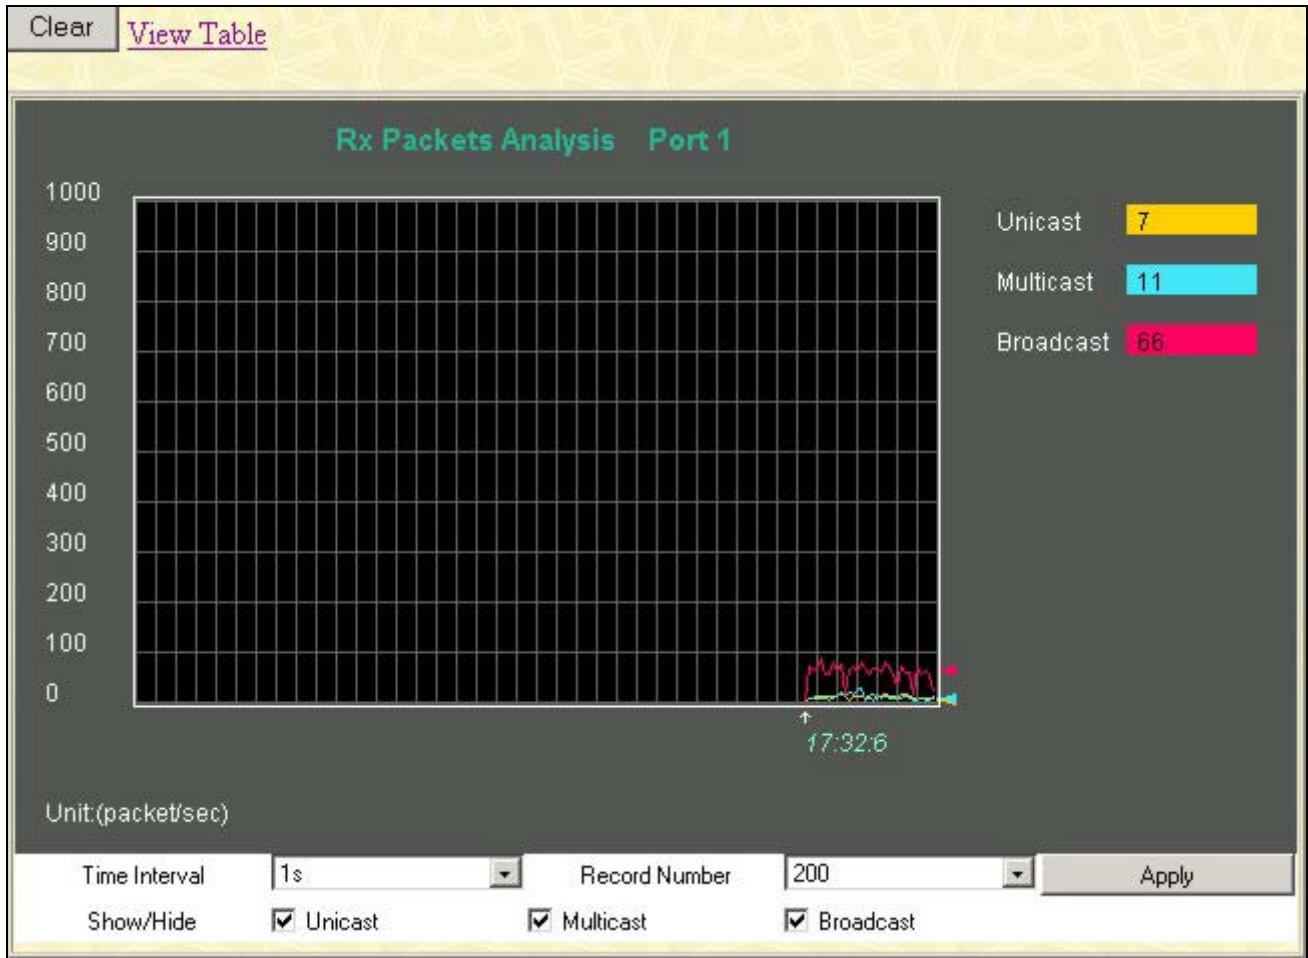 Clear View Table
Rx Packets Analysis Port 1
1000
900
800
700
600
500
400
300
200
100
0
Unicast 7
Multicast 11
Broadcast 66
17:32:6
Unit:(packet/sec)
Time Interval 1s Record Number 200 Apply
Show/Hide Unicast Multicast Broadcast